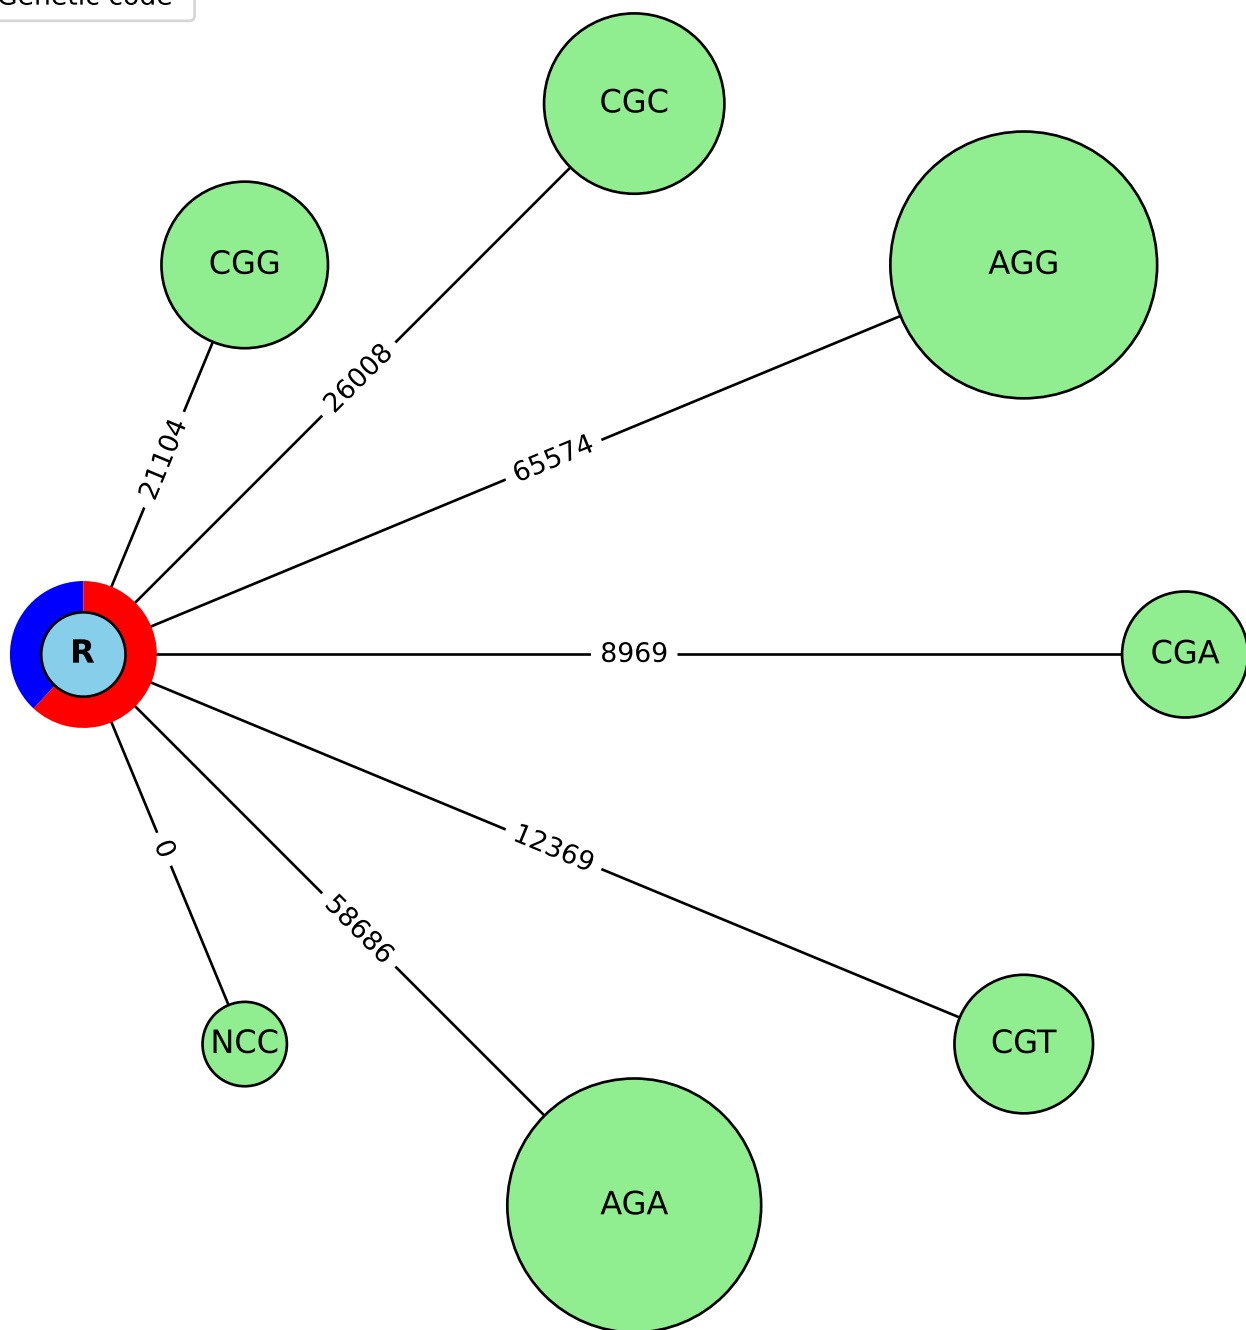 Genetic code
CGC
CGG
AGG
26008
21104
65574
R
8969
CGA
12369
0
58686
NCC
CGT
AGA